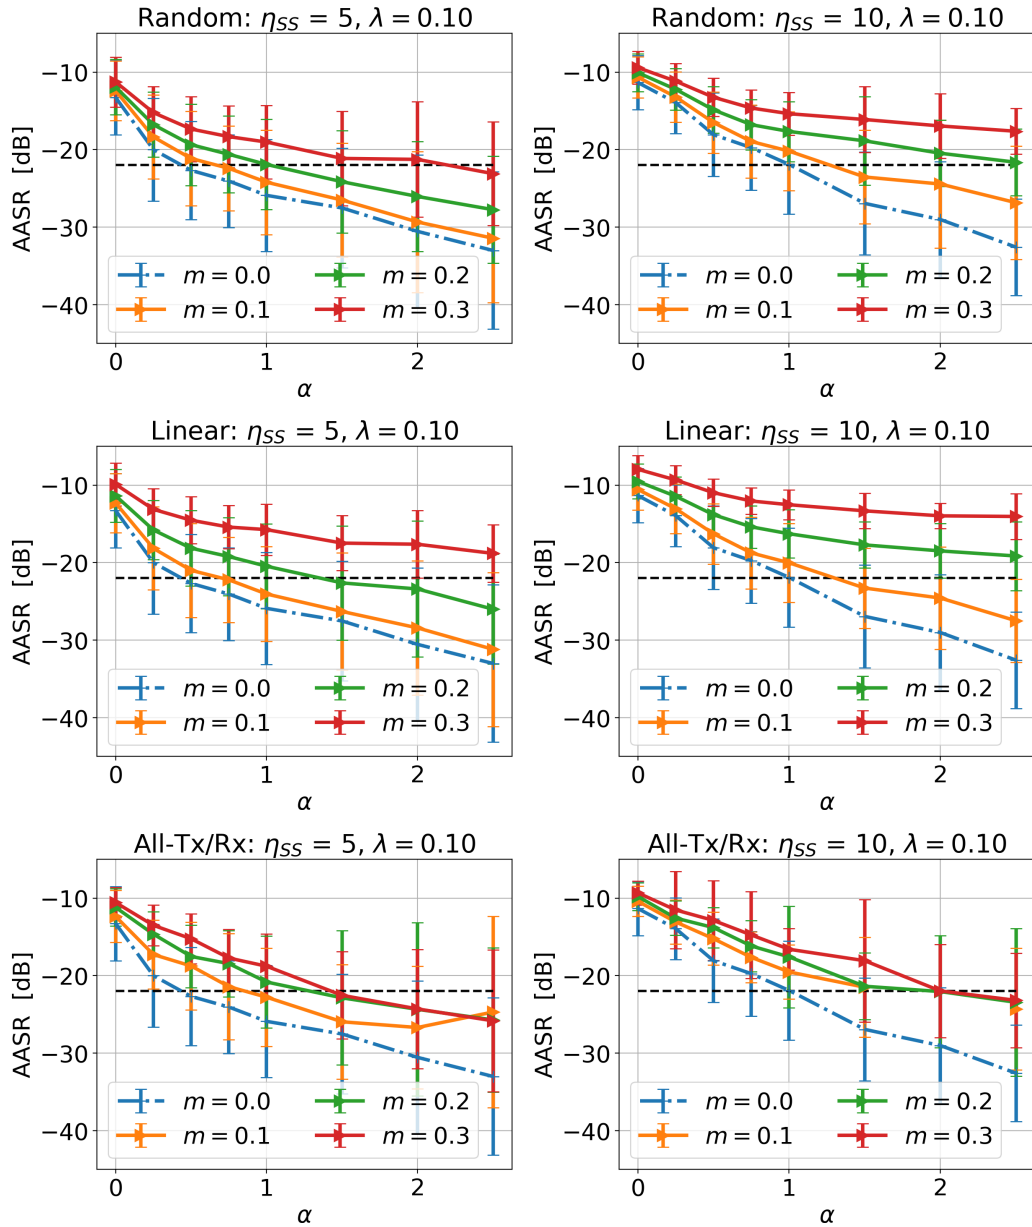 Random: η_SS = 5, λ = 0.10
AASR [dB]
−10
−20
−30
−40
m = 0.0
m = 0.2
m = 0.1
m = 0.3
0
1
2
α
Random: η_SS = 10, λ = 0.10
AASR [dB]
−10
−20
−30
−40
m = 0.0
m = 0.2
m = 0.1
m = 0.3
0
1
2
α
Linear: η_SS = 5, λ = 0.10
AASR [dB]
−10
−20
−30
−40
m = 0.0
m = 0.2
m = 0.1
m = 0.3
0
1
2
α
Linear: η_SS = 10, λ = 0.10
AASR [dB]
−10
−20
−30
−40
m = 0.0
m = 0.2
m = 0.1
m = 0.3
0
1
2
α
All-Tx/Rx: η_SS = 5, λ = 0.10
AASR [dB]
−10
−20
−30
−40
m = 0.0
m = 0.2
m = 0.1
m = 0.3
0
1
2
α
All-Tx/Rx: η_SS = 10, λ = 0.10
AASR [dB]
−10
−20
−30
−40
m = 0.0
m = 0.2
m = 0.1
m = 0.3
0
1
2
α